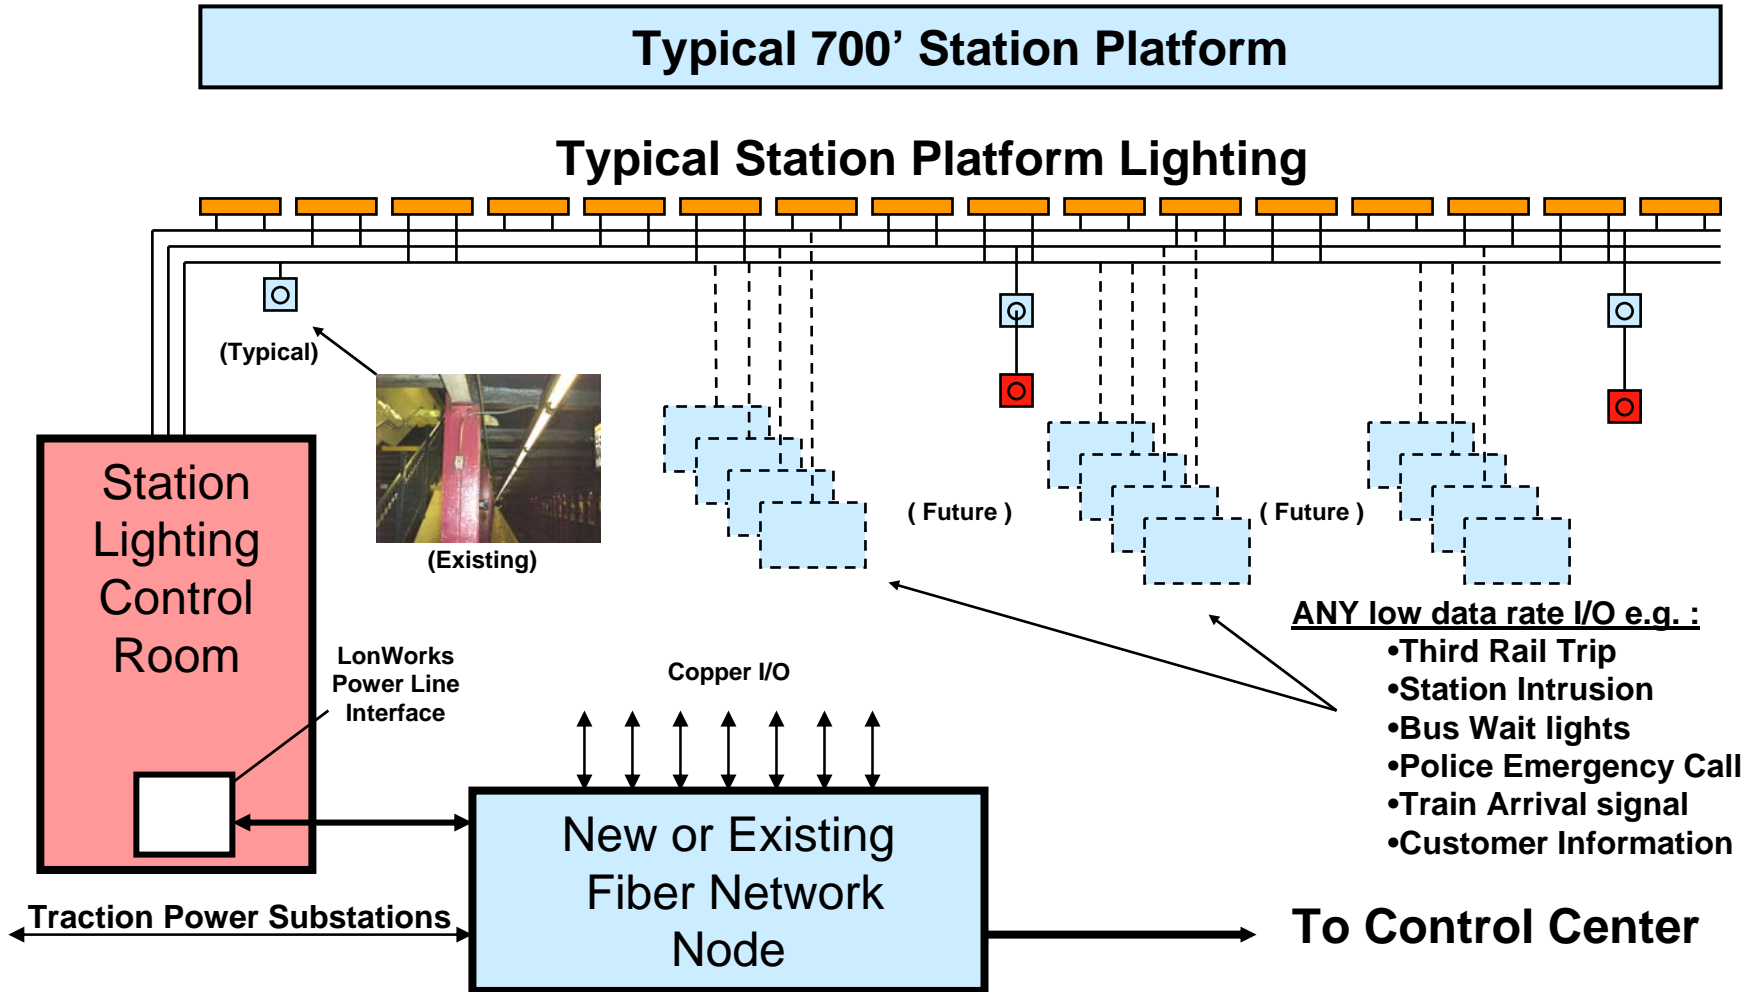 Typical 700’ Station Platform
Typical Station Platform Lighting
(Typical)
(Existing)
Station
Lighting
Control
Room
LonWorks
Power Line
Interface
Copper I/O
( Future )
( Future )
ANY low data rate I/O e.g. :
•Third Rail Trip
•Station Intrusion
•Bus Wait lights
•Police Emergency Call
•Train Arrival signal
•Customer Information
New or Existing
Fiber Network
Node
Traction Power Substations
To Control Center